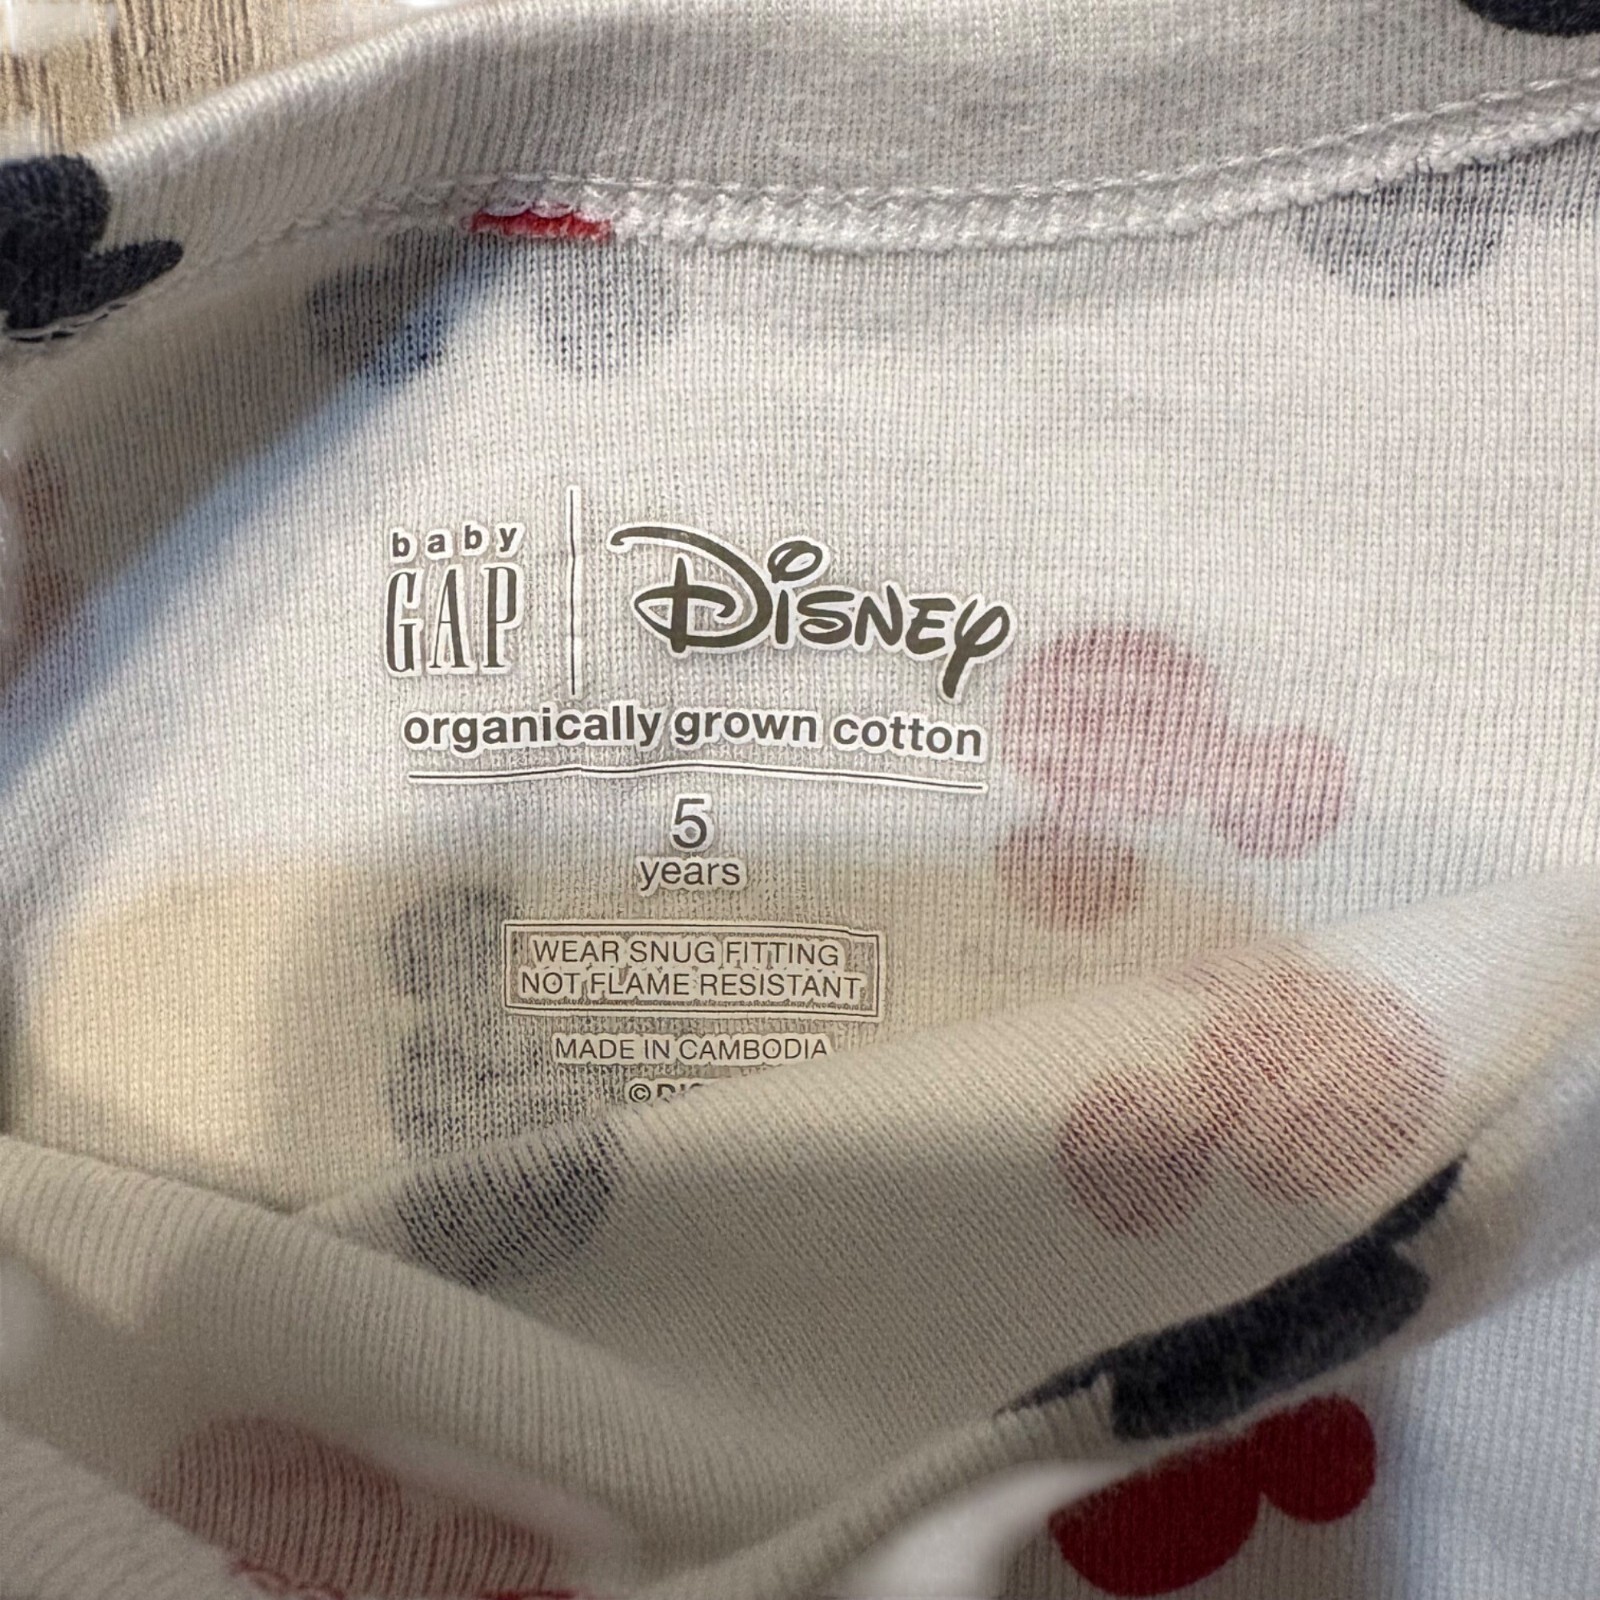 baby
GAP
Disney
organically grown cotton
5
years
WEAR SNUG FITTING
NOT FLAME RESISTANT
MADE IN CAMBODIA